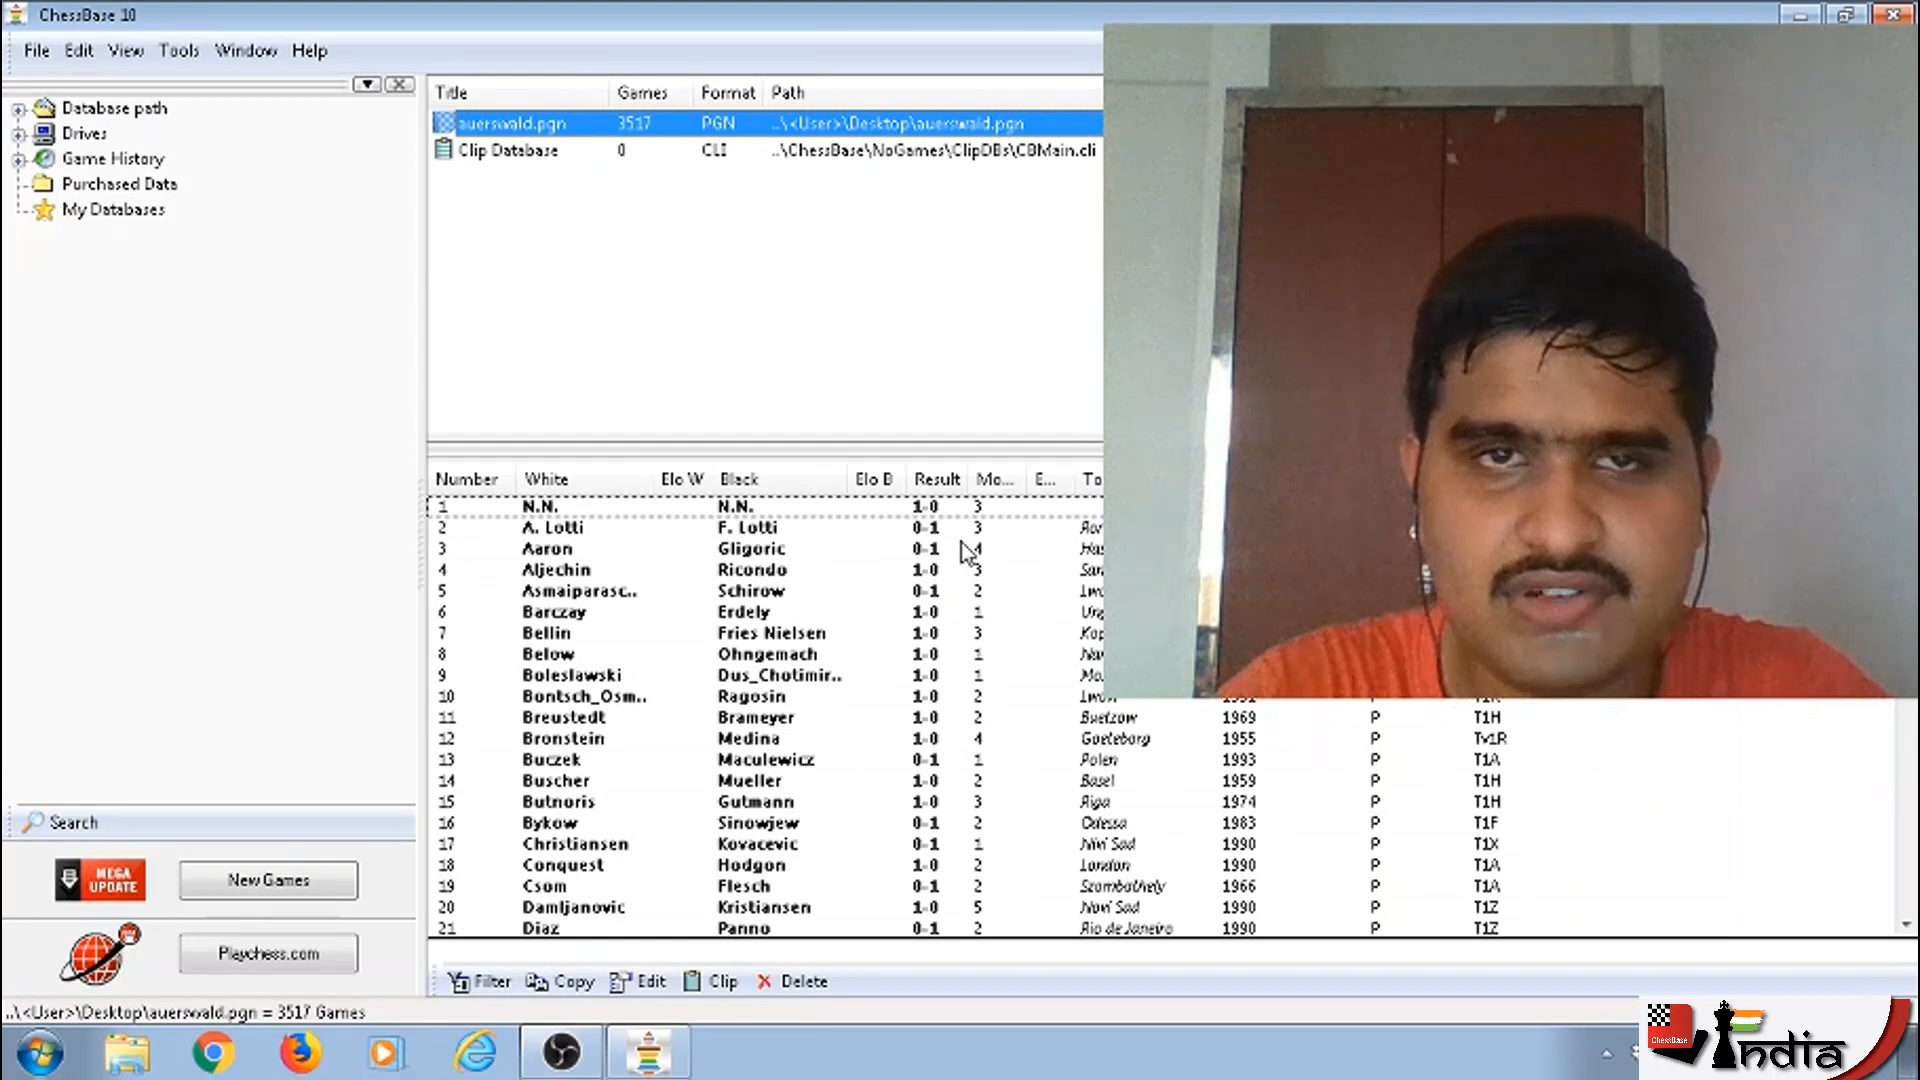 ChessBase 10
File Edit View Tools Window Help
Database path
Drives
Game History
Purchased Data
My Databases
Title Games Format Path
auerswald.pgn 3517 PGN ..\<User>\Desktop\auerswald.pgn
Clip Database 0 CLI ..\ChessBase\NoGames\ClipDBs\CBMain.cli
Number White Elo W Black Elo B Result Mo... E... To
1 N.N. N.N. 1-0 3
2 A. Lotti F. Lotti 0-1 3
3 Aaron Gligoric 0-1 4
4 Aljechin Ricondo 1-0 3
5 Asmaiparasc.. Schirow 0-1 2
6 Barczay Erdely 1-0 1
7 Bellin Fries Nielsen 1-0 3
8 Below Ohngemach 1-0 1
9 Boleslawski Dus_Chotimir.. 1-0 1
10 Bontsch_Osm.. Ragosin 1-0 2
11 Breustedt Brameyer 1-0 2 Buetzow 1969 P T1H
12 Bronstein Medina 1-0 4 Goeteborg 1955 P Tv1R
13 Buczek Maculewicz 0-1 1 Polen 1993 P T1A
14 Buscher Mueller 1-0 2 Basel 1959 P T1H
15 Butnoris Gutmann 1-0 3 Riga 1974 P T1H
16 Bykow Sinowjew 0-1 2 Odessa 1983 P T1F
17 Christiansen Kovacevic 0-1 1 Nivi Sad 1990 P T1X
18 Conquest Hodgon 1-0 2 London 1990 P T1A
19 Csom Flesch 0-1 2 Szombathely 1966 P T1A
20 Damljanovic Kristiansen 1-0 5 Novi Sad 1990 P T1Z
21 Diaz Panno 0-1 2 Rio de Janeiro 1990 P T1Z
Search
MEGA UPDATE New Games
Playchess.com
Filter Copy Edit Clip Delete
..\<User>\Desktop\auerswald.pgn = 3517 Games
ChessBase India